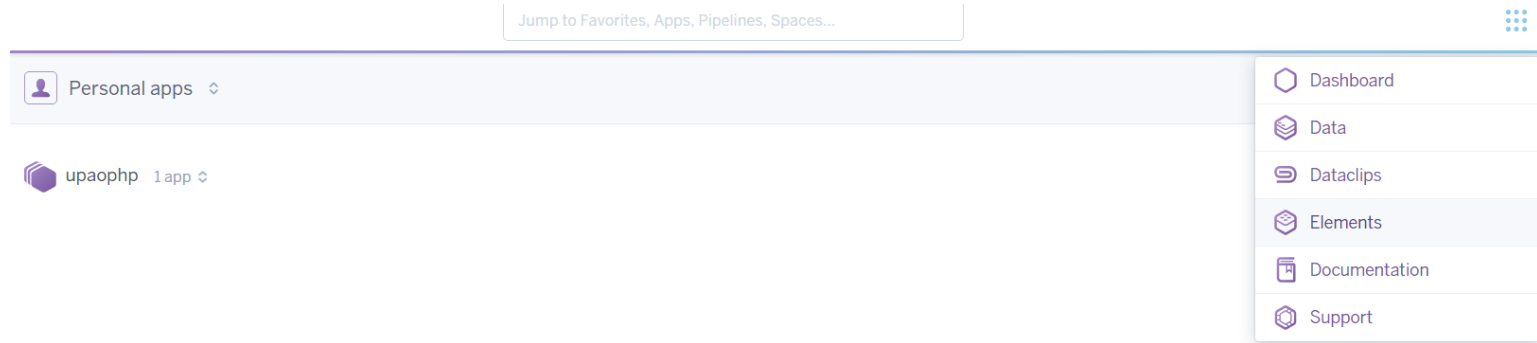 Jump to Favorites, Apps, Pipelines, Spaces...
Personal apps
upaophp 1 app
Dashboard
Data
Dataclips
Elements
Documentation
Support